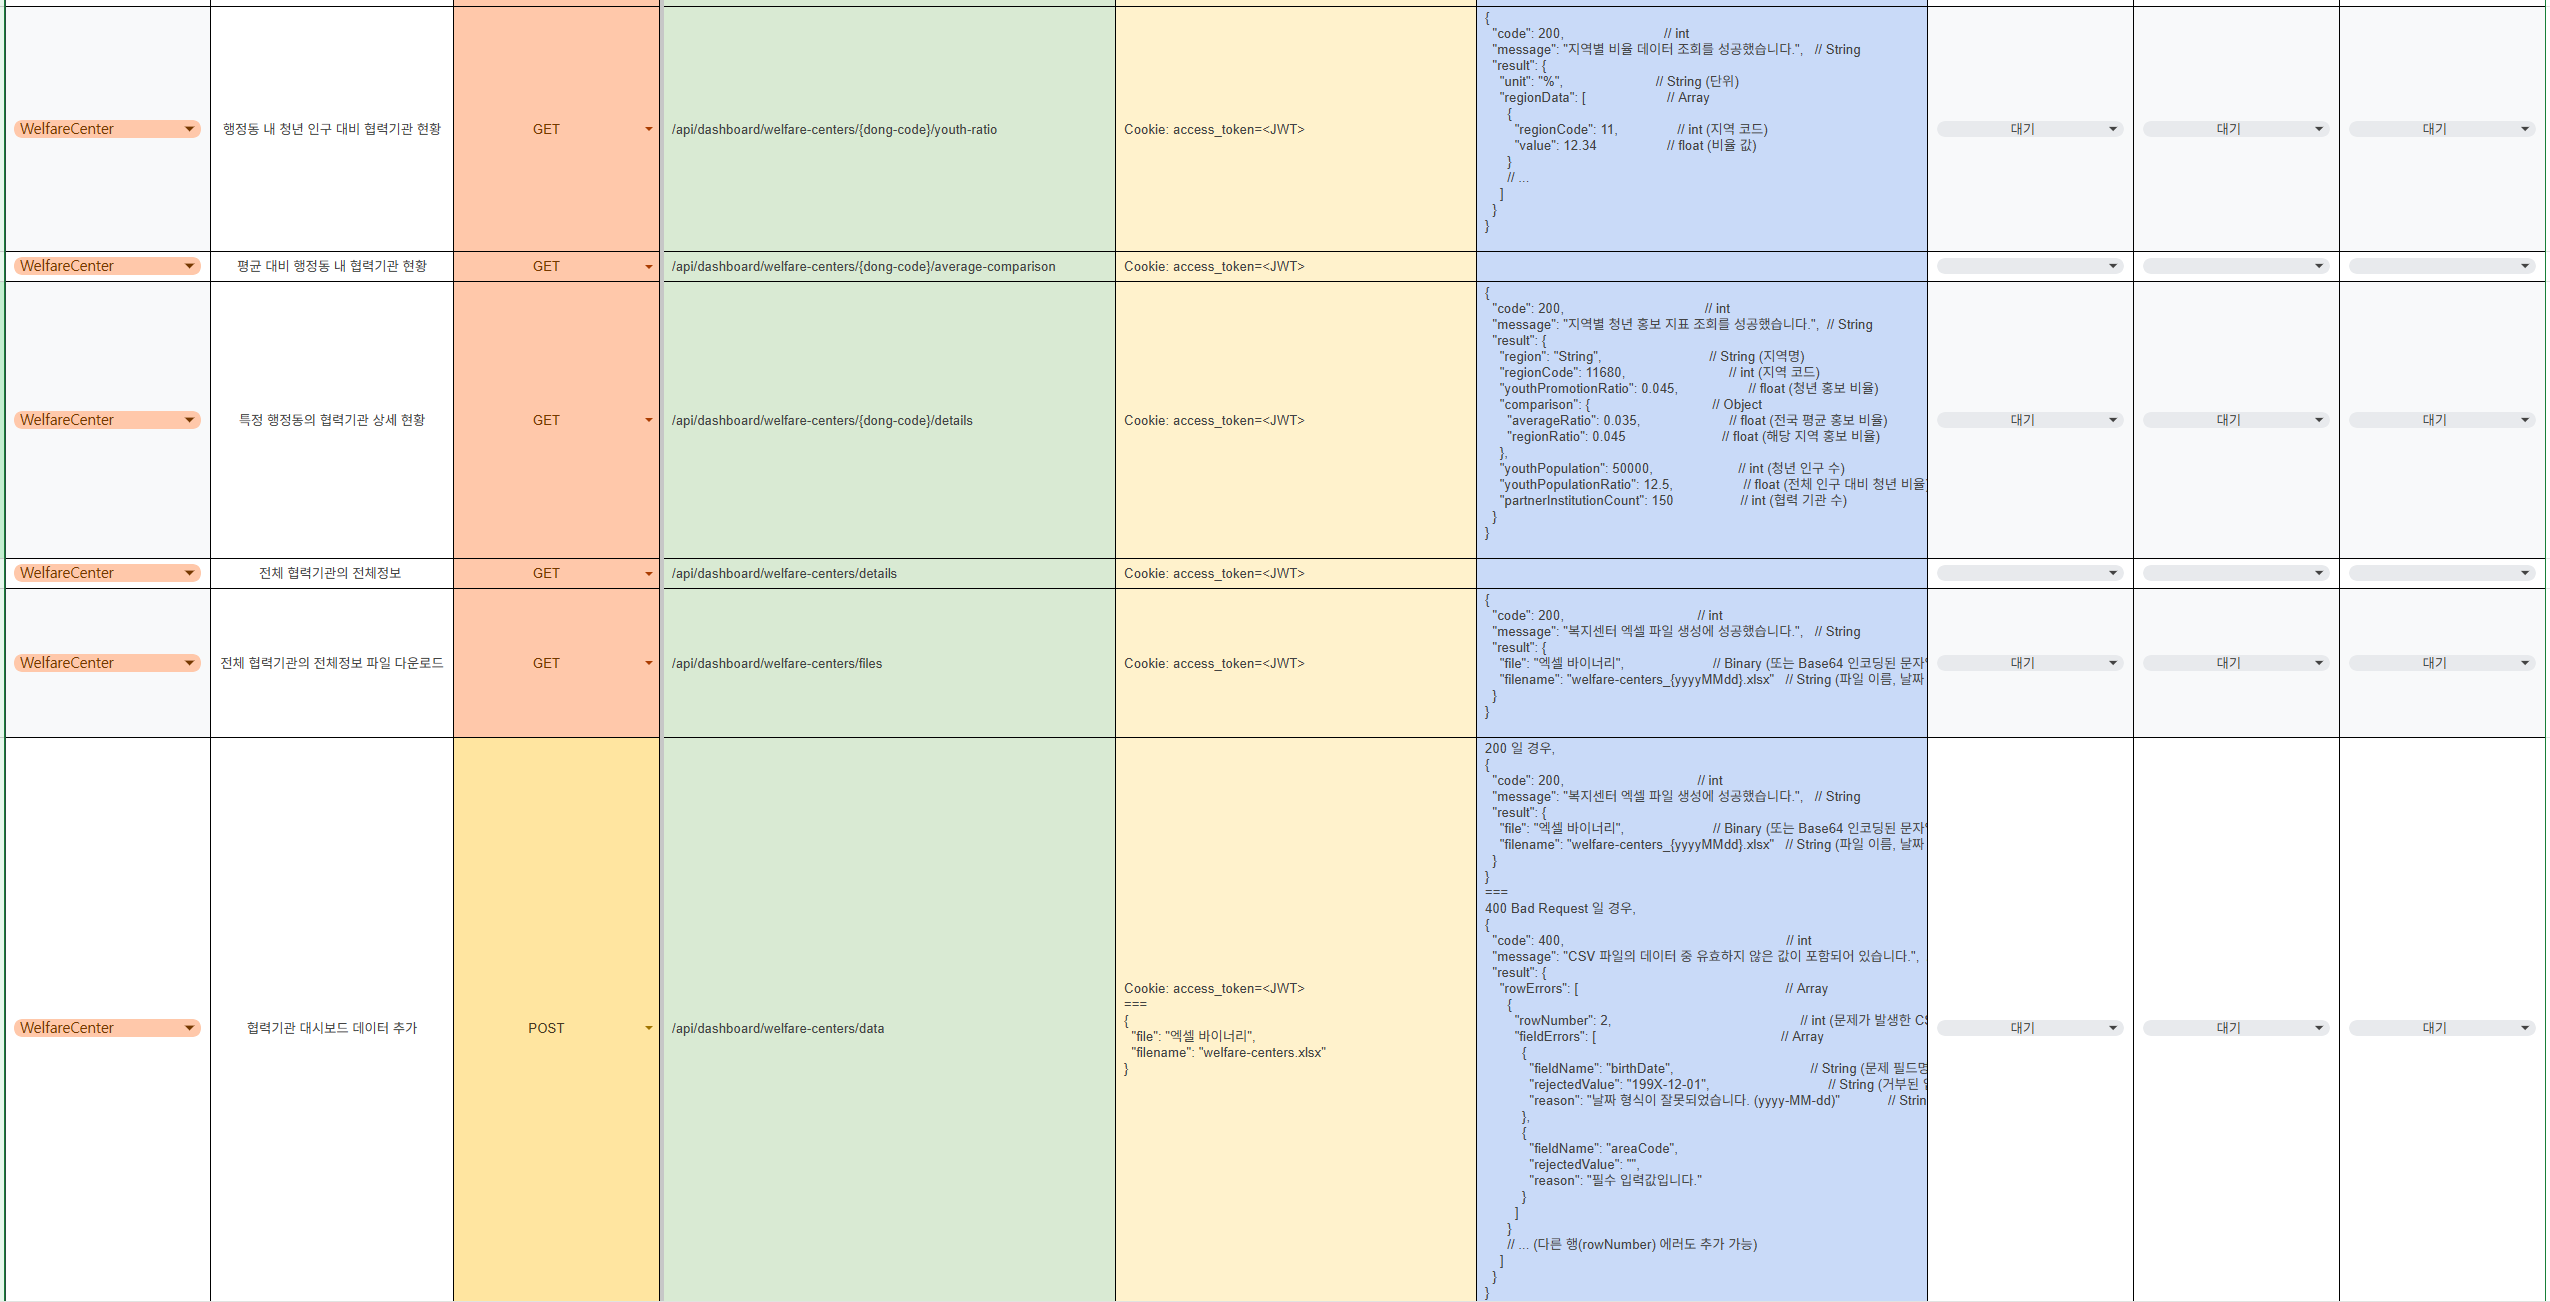 WelfareCenter
행정동 내 청년 인구 대비 협력기관 현황
GET
/api/dashboard/welfare-centers/{dong-code}/youth-ratio
Cookie: access_token=<JWT>
{
"code": 200, // int
"message": "지역별 비율 데이터 조회를 성공했습니다.", // String
"result": {
"unit": "%", // String (단위)
"regionData": [ // Array
{
"regionCode": 11, // int (지역 코드)
"value": 12.34 // float (비율 값)
}
// ...
]
}
}
대기
대기
대기
WelfareCenter
평균 대비 행정동 내 협력기관 현황
GET
/api/dashboard/welfare-centers/{dong-code}/average-comparison
Cookie: access_token=<JWT>
WelfareCenter
특정 행정동의 협력기관 상세 현황
GET
/api/dashboard/welfare-centers/{dong-code}/details
Cookie: access_token=<JWT>
{
"code": 200, // int
"message": "지역별 청년 홍보 지표 조회를 성공했습니다.", // String
"result": {
"region": "String", // String (지역명)
"regionCode": 11680, // int (지역 코드)
"youthPromotionRatio": 0.045, // float (청년 홍보 비율)
"comparison": { // Object
"averageRatio": 0.035, // float (전국 평균 홍보 비율)
"regionRatio": 0.045 // float (해당 지역 홍보 비율)
},
"youthPopulation": 50000, // int (청년 인구 수)
"youthPopulationRatio": 12.5, // float (전체 인구 대비 청년 비율)
"partnerInstitutionCount": 150 // int (협력 기관 수)
}
}
대기
대기
대기
WelfareCenter
전체 협력기관의 전체정보
GET
/api/dashboard/welfare-centers/details
Cookie: access_token=<JWT>
WelfareCenter
전체 협력기관의 전체정보 파일 다운로드
GET
/api/dashboard/welfare-centers/files
Cookie: access_token=<JWT>
{
"code": 200, // int
"message": "복지센터 엑셀 파일 생성에 성공했습니다.", // String
"result": {
"file": "엑셀 바이너리", // Binary (또는 Base64 인코딩된
"filename": "welfare-centers_{yyyyMMdd}.xlsx" // String (파일 이름, 날짜
}
}
대기
대기
대기
WelfareCenter
협력기관 대시보드 데이터 추가
POST
/api/dashboard/welfare-centers/data
Cookie: access_token=<JWT>
===
{
"file": "엑셀 바이너리",
"filename": "welfare-centers.xlsx"
}
200 일 경우,
{
"code": 200, // int
"message": "복지센터 엑셀 파일 생성에 성공했습니다.", // String
"result": {
"file": "엑셀 바이너리", // Binary (또는 Base64 인코딩된
"filename": "welfare-centers_{yyyyMMdd}.xlsx" // String (파일 이름, 날짜
}
}
===
400 Bad Request 일 경우,
{
"code": 400, // int
"message": "CSV 파일의 데이터 중 유효하지 않은 값이 포함되어 있습니다.",
"result": {
"rowErrors": [ // Array
{
"rowNumber": 2, // int (문제가 발생한
"fieldErrors": [ // Array
{
"fieldName": "birthDate", // String (문제 필드명
"rejectedValue": "199X-12-01", // String (거부된
"reason": "날짜 형식이 잘못되었습니다. (yyyy-MM-dd)" //
},
{
"fieldName": "areaCode",
"rejectedValue": "",
"reason": "필수 입력값입니다."
}
]
}
// ... (다른 행(rowNumber) 에러도 추가 가능)
]
}
}
대기
대기
대기